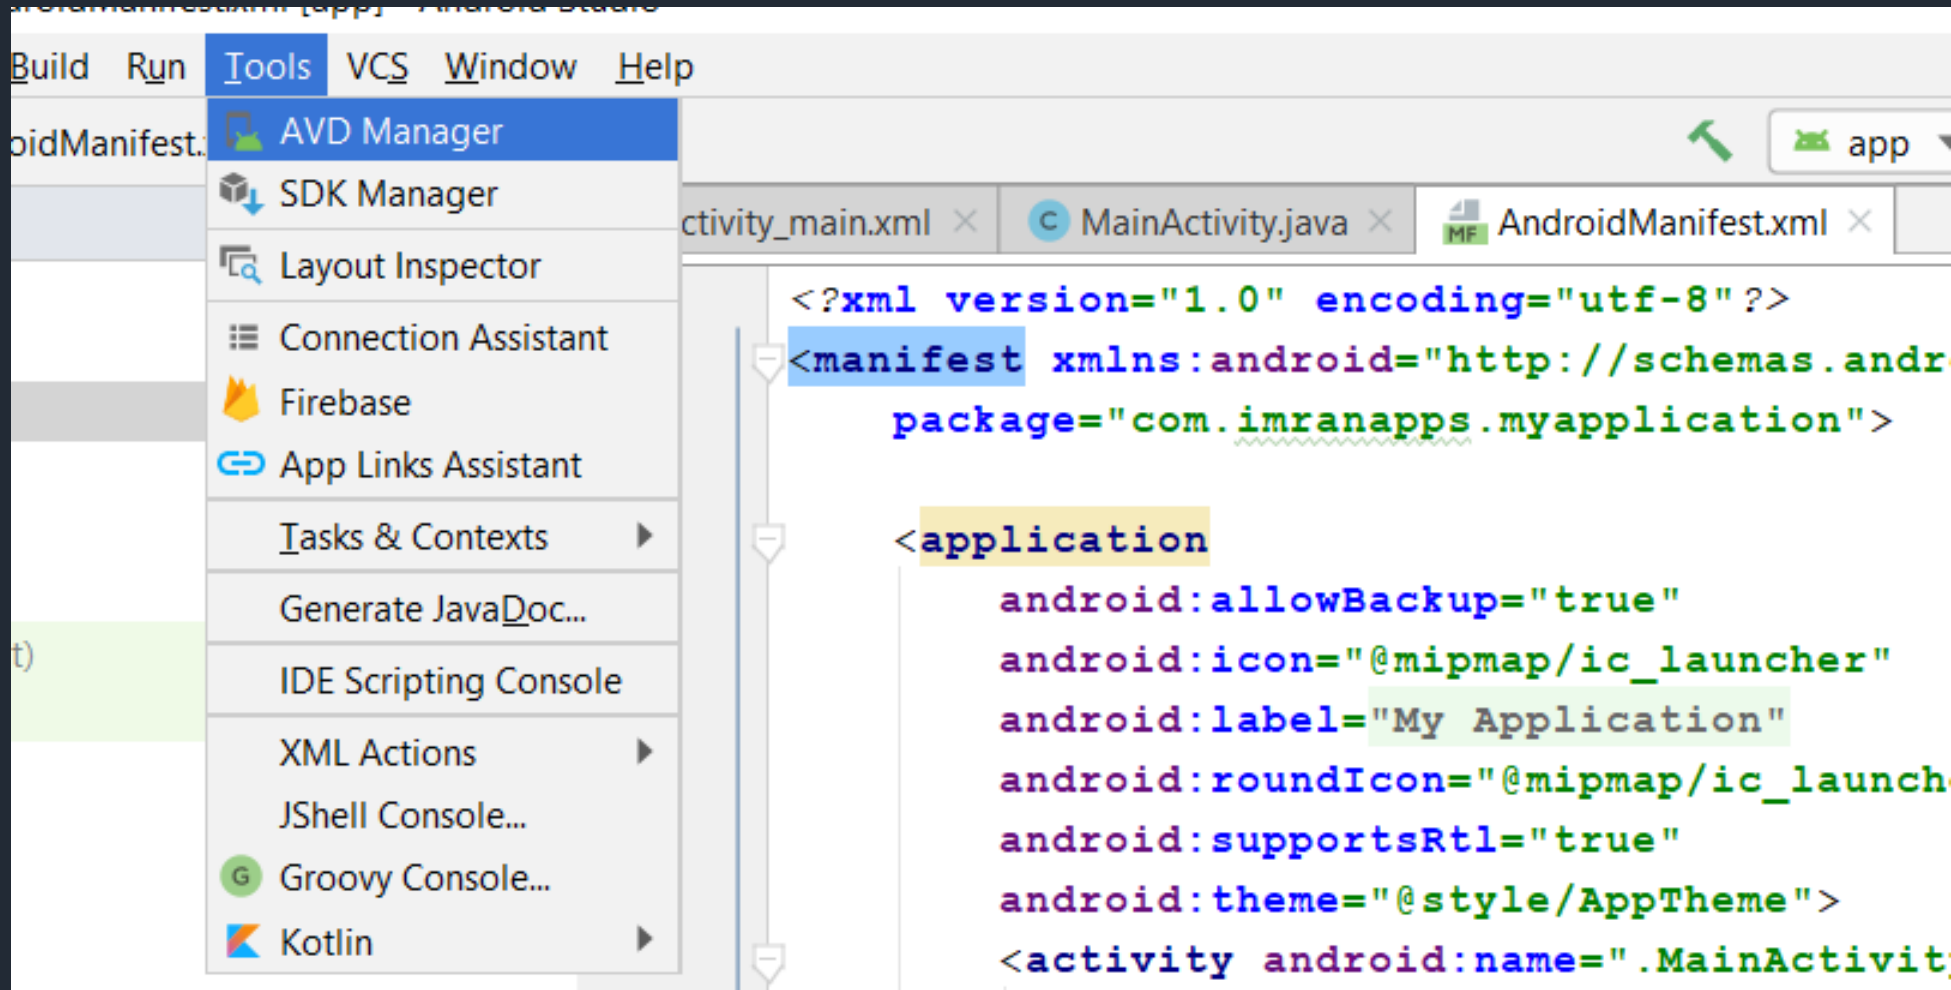 Build Run Tools VCS Window Help
AVD Manager
SDK Manager
Layout Inspector
Connection Assistant
Firebase
App Links Assistant
Tasks & Contexts
Generate JavaDoc...
IDE Scripting Console
XML Actions
JShell Console...
G Groovy Console...
Kotlin
oidManifest.
t)
app
ctivity_main.xml C MainActivity.java MF AndroidManifest.xml
<?xml version="1.0" encoding="utf-8"?>
<manifest xmlns:android="http://schemas.andr
package="com.imranapps.myapplication">
<application
android:allowBackup="true"
android:icon="@mipmap/ic_launcher"
android:label="My Application"
android:roundIcon="@mipmap/ic_launch
android:supportsRtl="true"
android:theme="@style/AppTheme">
<activity android:name=".MainActivit